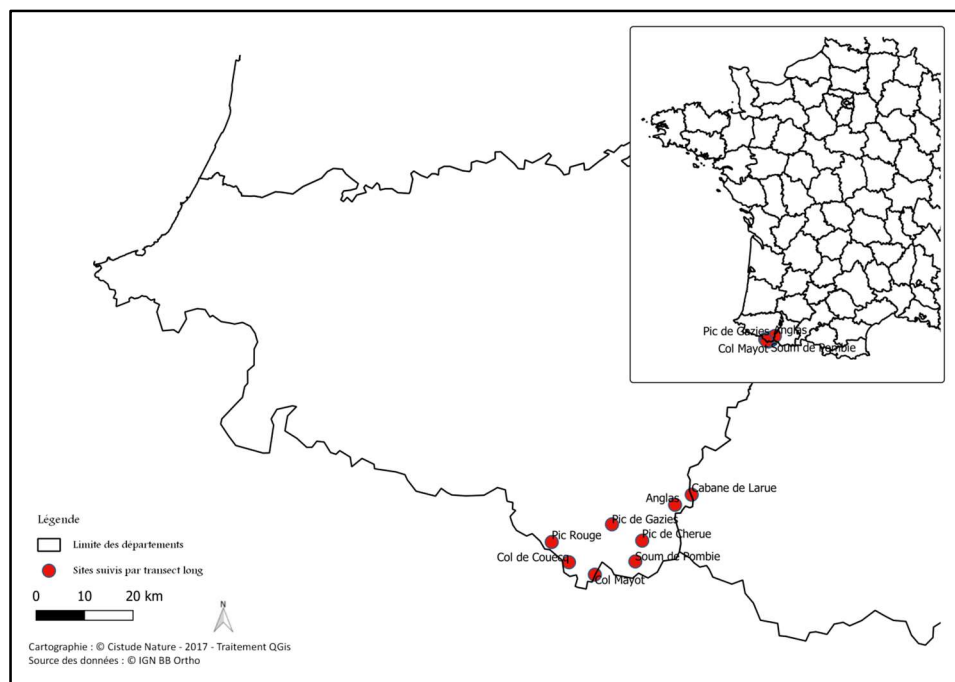 Pic de Gazies
Anglas
Col Mayot
Soum de Pombie
Cabane de Larue
Anglas
Pic de Gazies
Pic Rouge
Pic de Cherue
Col de Couecq
Soum de Pombie
Col Mayot
Légende
Limite des départements
Sites suivis par transect long
0 10 20 km
N
Cartographie : © Cistude Nature - 2017 - Traitement QGis
Source des données : © IGN BB Ortho